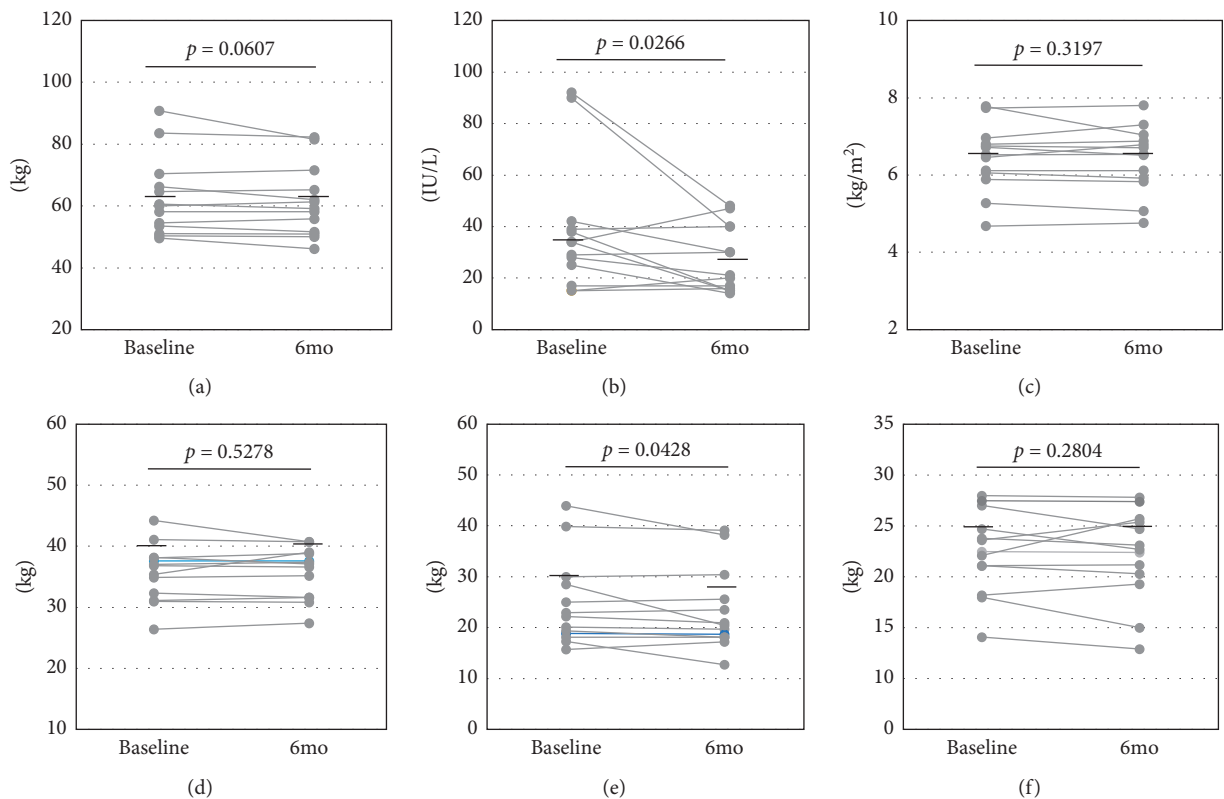 120
100
80
60
40
20
(kg)
p = 0.0607
Baseline 6mo
(a)
120
100
80
60
40
20
0
(IU/L)
p = 0.0266
Baseline 6mo
(b)
10
8
6
4
2
(kg/m²)
p = 0.3197
Baseline 6mo
(c)
60
50
40
30
20
10
(kg)
p = 0.5278
Baseline 6mo
(d)
60
50
40
30
20
10
0
(kg)
p = 0.0428
Baseline 6mo
(e)
35
30
25
20
15
10
0
(kg)
p = 0.2804
Baseline 6mo
(f)